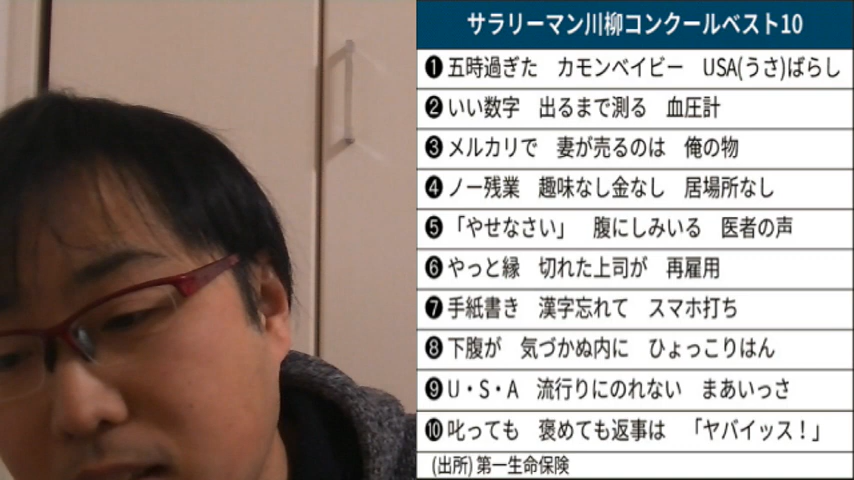 サラリーマン川柳コンクールベスト10
❶五時過ぎた　カモンベイビー　USA(うさ)ばらし
❷いい数字　出るまで測る　血圧計
❸メルカリで　妻が売るのは　俺の物
❹ノー残業　趣味なし金なし　居場所なし
❺「やせなさい」　腹にしみいる　医者の声
❻やっと縁　切れた上司が　再雇用
❼手紙書き　漢字忘れて　スマホ打ち
❽下腹が　気づかぬ内に　ひょっこりはん
❾U・S・A　流行りにのれない　まあいっさ
❿叱っても　褒めても返事は　「ヤバイッス！」
(出所)第一生命保険